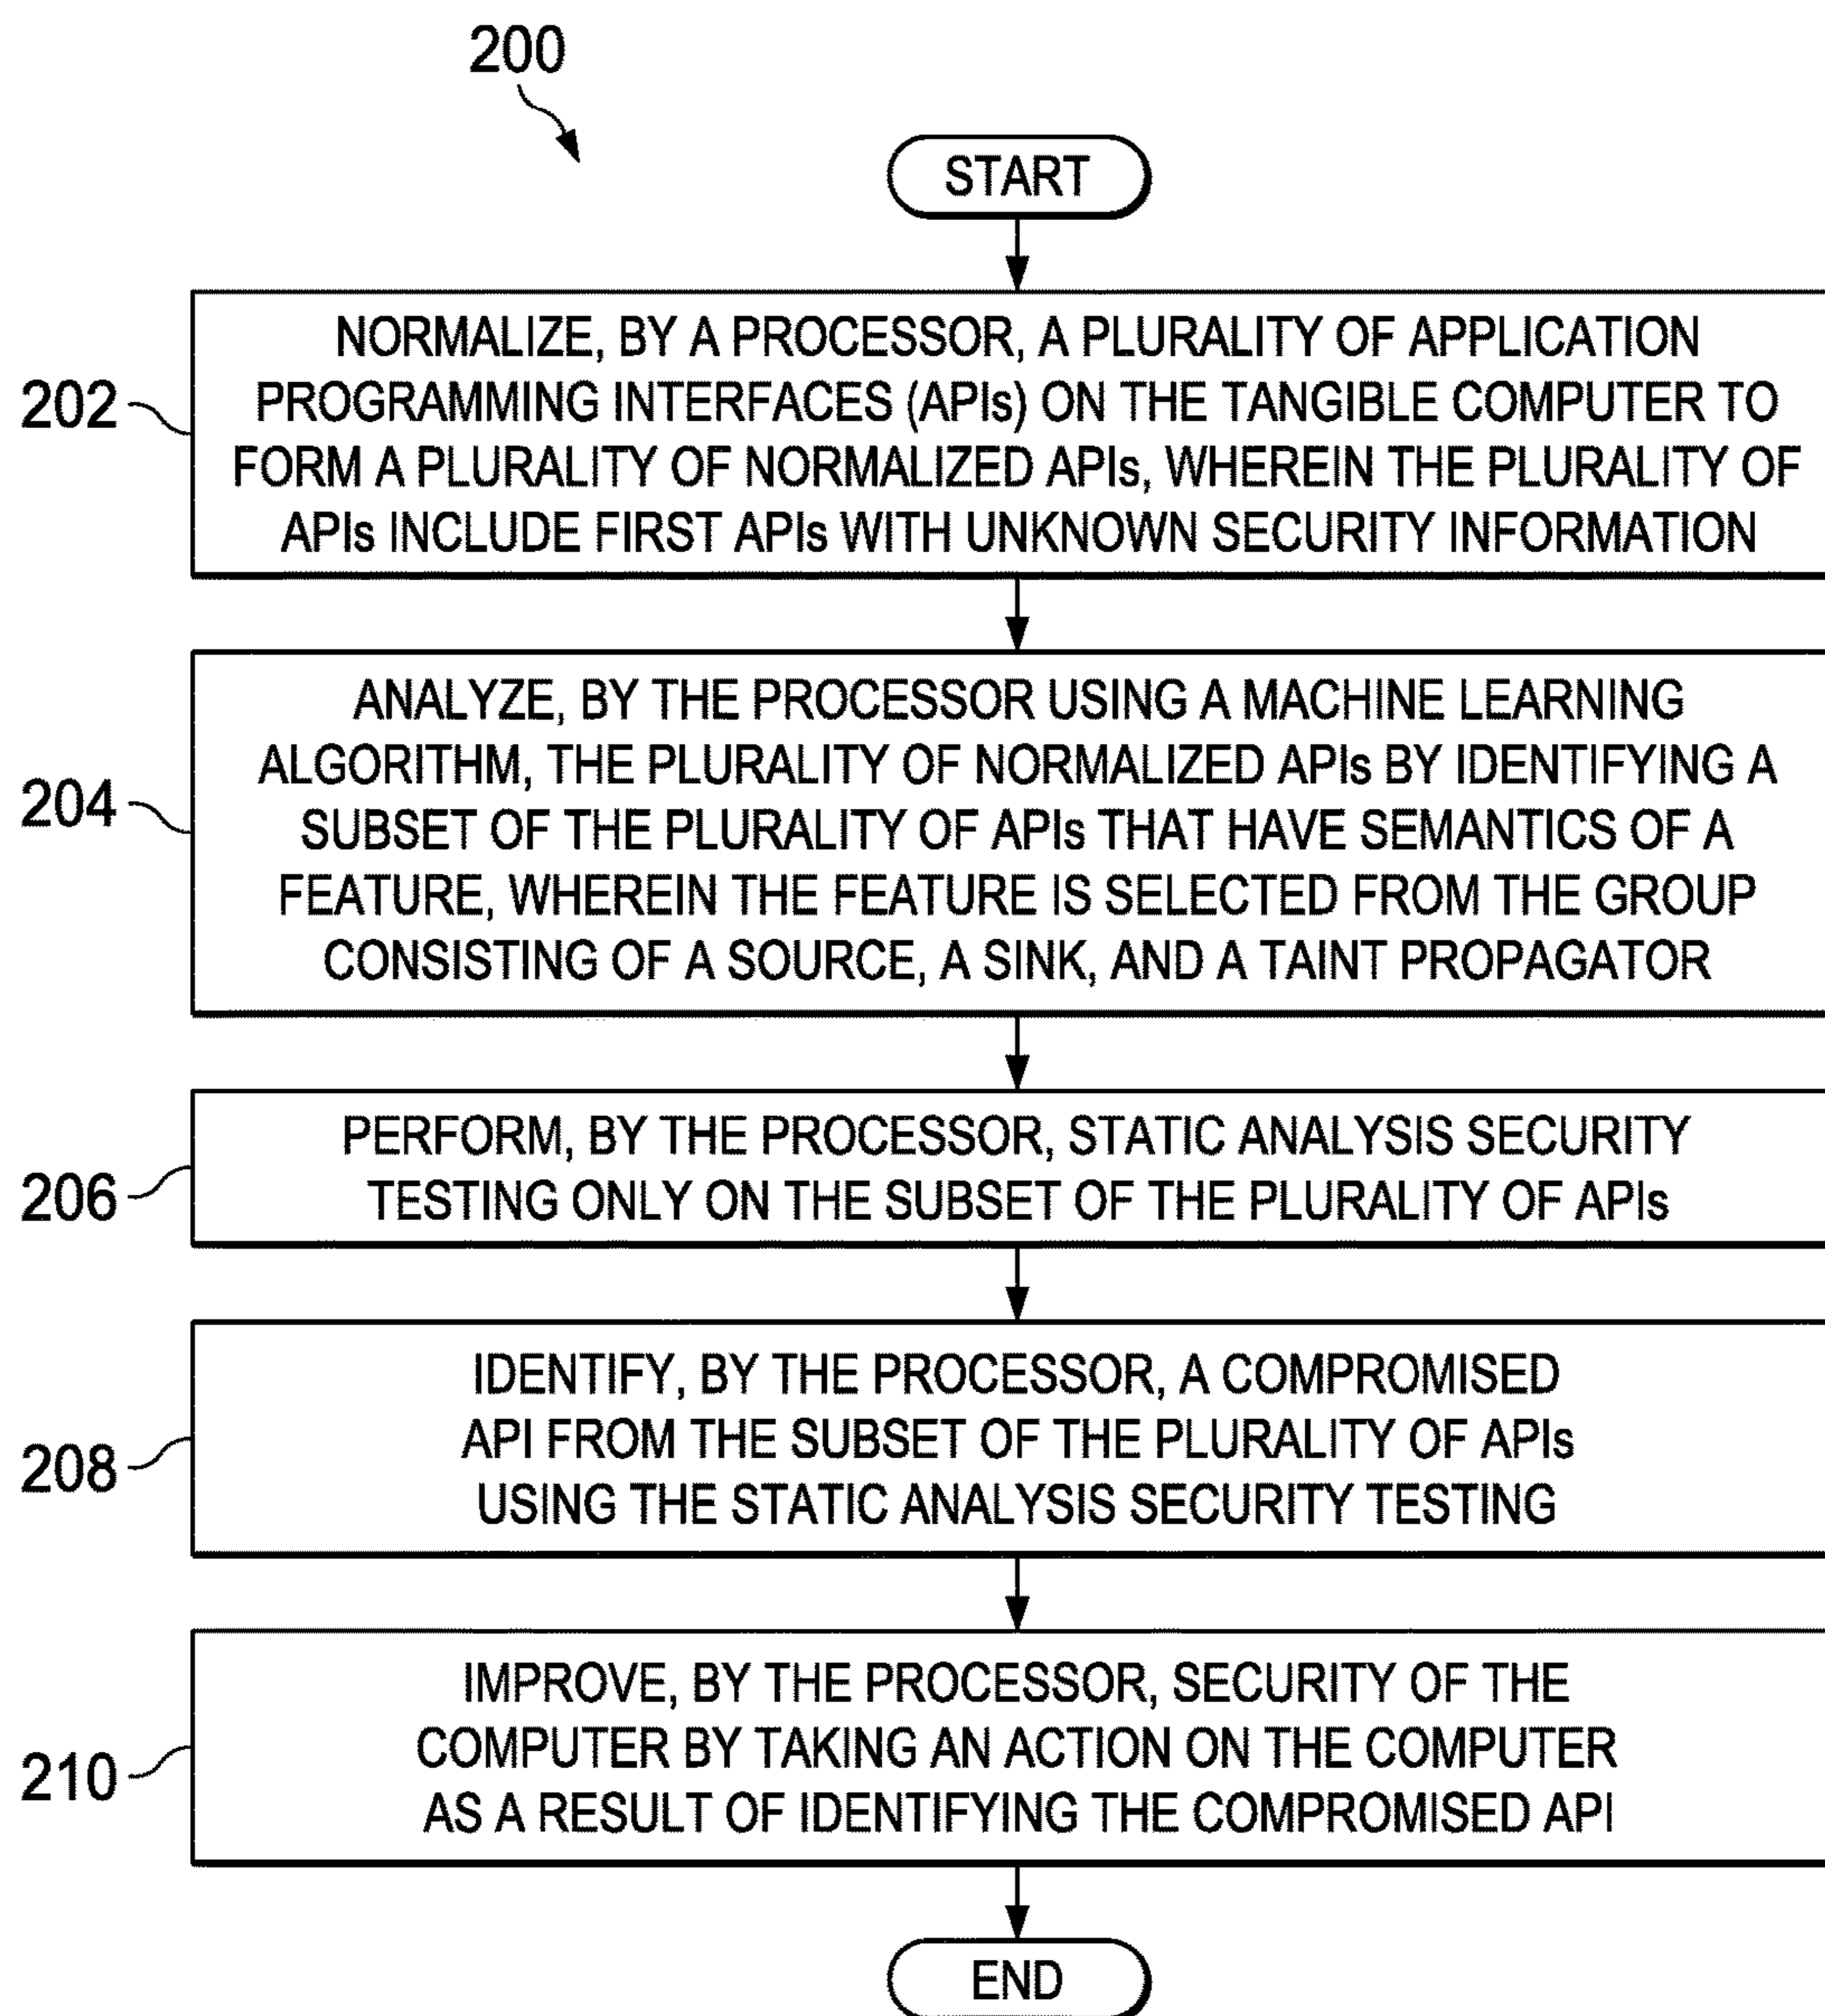 200
START
202
NORMALIZE, BY A PROCESSOR, A PLURALITY OF APPLICATION
PROGRAMMING INTERFACES (APIs) ON THE TANGIBLE COMPUTER TO
FORM A PLURALITY OF NORMALIZED APIs, WHEREIN THE PLURALITY OF
APIs INCLUDE FIRST APIs WITH UNKNOWN SECURITY INFORMATION
204
ANALYZE, BY THE PROCESSOR USING A MACHINE LEARNING
ALGORITHM, THE PLURALITY OF NORMALIZED APIs BY IDENTIFYING A
SUBSET OF THE PLURALITY OF APIs THAT HAVE SEMANTICS OF A
FEATURE, WHEREIN THE FEATURE IS SELECTED FROM THE GROUP
CONSISTING OF A SOURCE, A SINK, AND A TAINT PROPAGATOR
206
PERFORM, BY THE PROCESSOR, STATIC ANALYSIS SECURITY
TESTING ONLY ON THE SUBSET OF THE PLURALITY OF APIs
208
IDENTIFY, BY THE PROCESSOR, A COMPROMISED
API FROM THE SUBSET OF THE PLURALITY OF APIs
USING THE STATIC ANALYSIS SECURITY TESTING
210
IMPROVE, BY THE PROCESSOR, SECURITY OF THE
COMPUTER BY TAKING AN ACTION ON THE COMPUTER
AS A RESULT OF IDENTIFYING THE COMPROMISED API
END